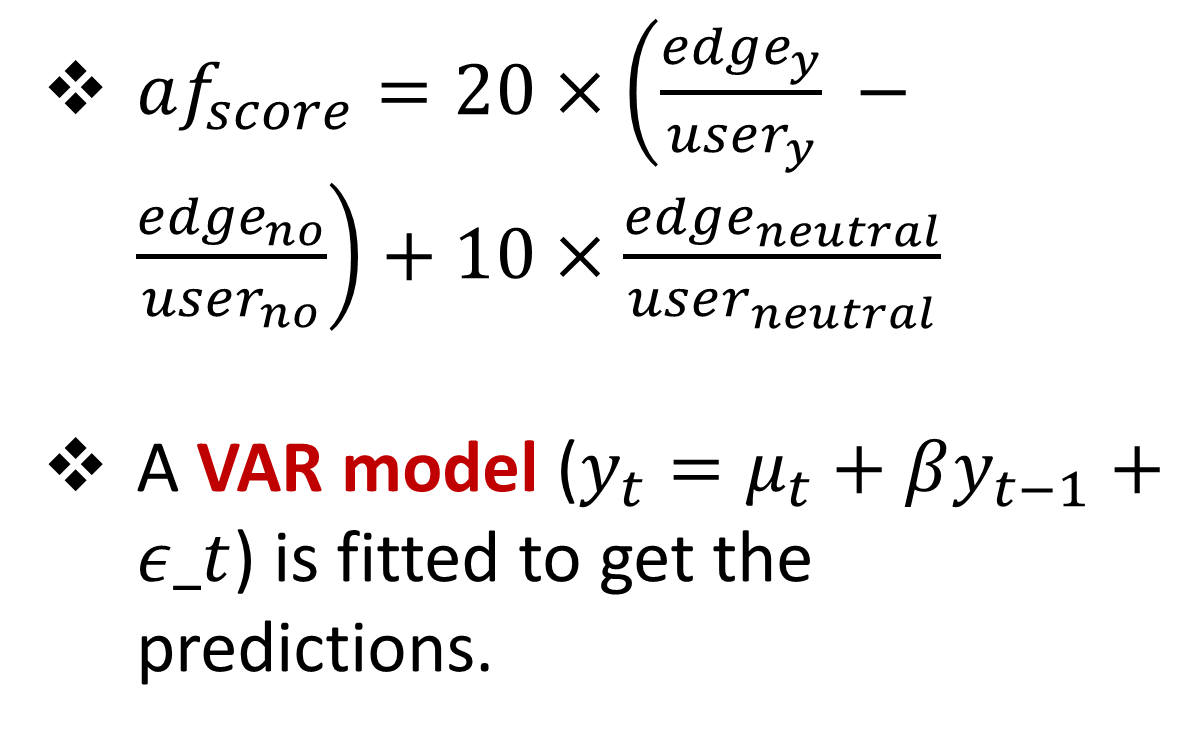 ❖ af_score = 20 × (edge_y/user_y −
edge_no/user_no) + 10 × edge_neutral/user_neutral
❖ A VAR model (y_t = μ_t + βy_{t−1} +
ϵ_t) is fitted to get the
predictions.